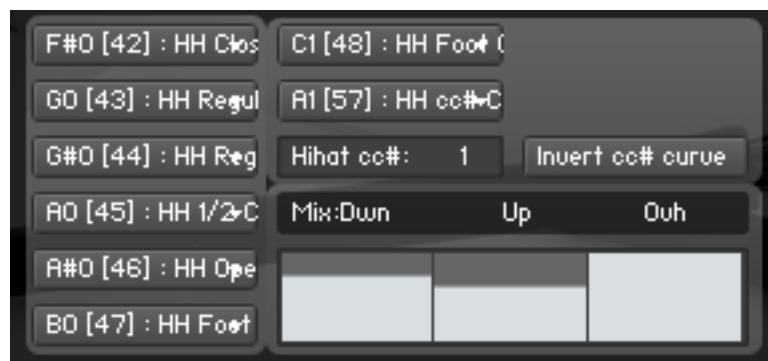 F#0 [42] : HH Clos
G0 [43] : HH Regul
G#0 [44] : HH Reg
A0 [45] : HH 1/2 C
A#0 [46] : HH Ope
B0 [47] : HH Foot
C1 [48] : HH Foot C
A1 [57] : HH cc# C
Hihat cc#: 1
Invert cc# curve
Mix:Dwn Up Ovh